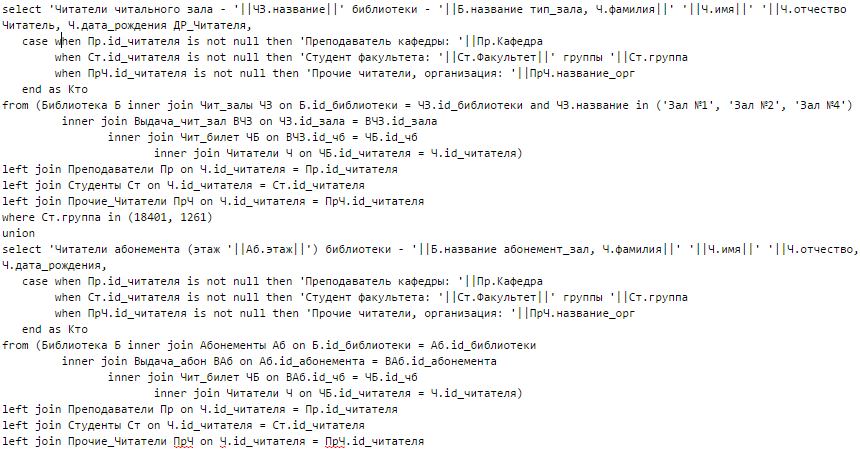 select 'Читатели читального зала - '||ЧЗ.название||' библиотеки - '||Б.название тип_зала, Ч.фамилия||' '||Ч.имя||' '||Ч.отчество
Читатель, Ч.дата_рождения ДР_Читателя,
case when Пр.id_читателя is not null then 'Преподаватель кафедры: '||Пр.Кафедра
when Ст.id_читателя is not null then 'Студент факультета: '||Ст.Факультет||' группы '||Ст.группа
when ПрЧ.id_читателя is not null then 'Прочие читатели, организация: '||ПрЧ.название_орг
end as Кто
from (Библиотека Б inner join Чит_залы ЧЗ on Б.id_библиотеки = ЧЗ.id_библиотеки and ЧЗ.название in ('Зал №1', 'Зал №2', 'Зал №4')
inner join Выдача_чит_зал ВЧЗ on ЧЗ.id_зала = ВЧЗ.id_зала
inner join Чит_билет ЧБ on ВЧЗ.id_чб = ЧБ.id_чб
inner join Читатели Ч on ЧБ.id_читателя = Ч.id_читателя)
left join Преподаватели Пр on Ч.id_читателя = Пр.id_читателя
left join Студенты Ст on Ч.id_читателя = Ст.id_читателя
left join Прочие_Читатели ПрЧ on Ч.id_читателя = ПрЧ.id_читателя
where Ст.группа in (18401, 1261)
union
select 'Читатели абонемента (этаж '||Аб.этаж||') библиотеки - '||Б.название абонемент_зал, Ч.фамилия||' '||Ч.имя||' '||Ч.отчество,
Ч.дата_рождения,
case when Пр.id_читателя is not null then 'Преподаватель кафедры: '||Пр.Кафедра
when Ст.id_читателя is not null then 'Студент факультета: '||Ст.Факультет||' группы '||Ст.группа
when ПрЧ.id_читателя is not null then 'Прочие читатели, организация: '||ПрЧ.название_орг
end as Кто
from (Библиотека Б inner join Абонементы Аб on Б.id_библиотеки = Аб.id_библиотеки
inner join Выдача_абон ВАб on Аб.id_абонемента = ВАб.id_абонемента
inner join Чит_билет ЧБ on ВАб.id_чб = ЧБ.id_чб
inner join Читатели Ч on ЧБ.id_читателя = Ч.id_читателя)
left join Преподаватели Пр on Ч.id_читателя = Пр.id_читателя
left join Студенты Ст on Ч.id_читателя = Ст.id_читателя
left join Прочие_Читатели ПрЧ on Ч.id_читателя = ПрЧ.id_читателя